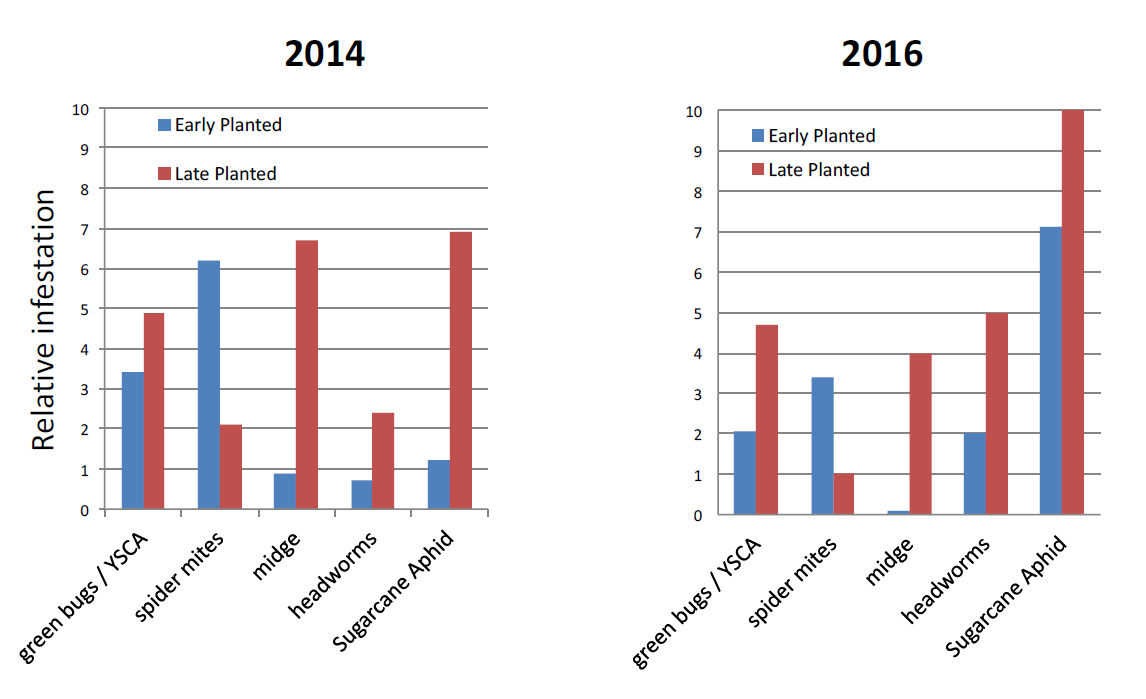 2014
Relative infestation
10
9
8
7
6
5
4
3
2
1
0
Early Planted
Late Planted
green bugs / YSCA
spider mites
midge
headworms
Sugarcane Aphid
2016
10
9
8
7
6
5
4
3
2
1
0
Early Planted
Late Planted
green bugs / YSCA
spider mites
midge
headworms
Sugarcane Aphid